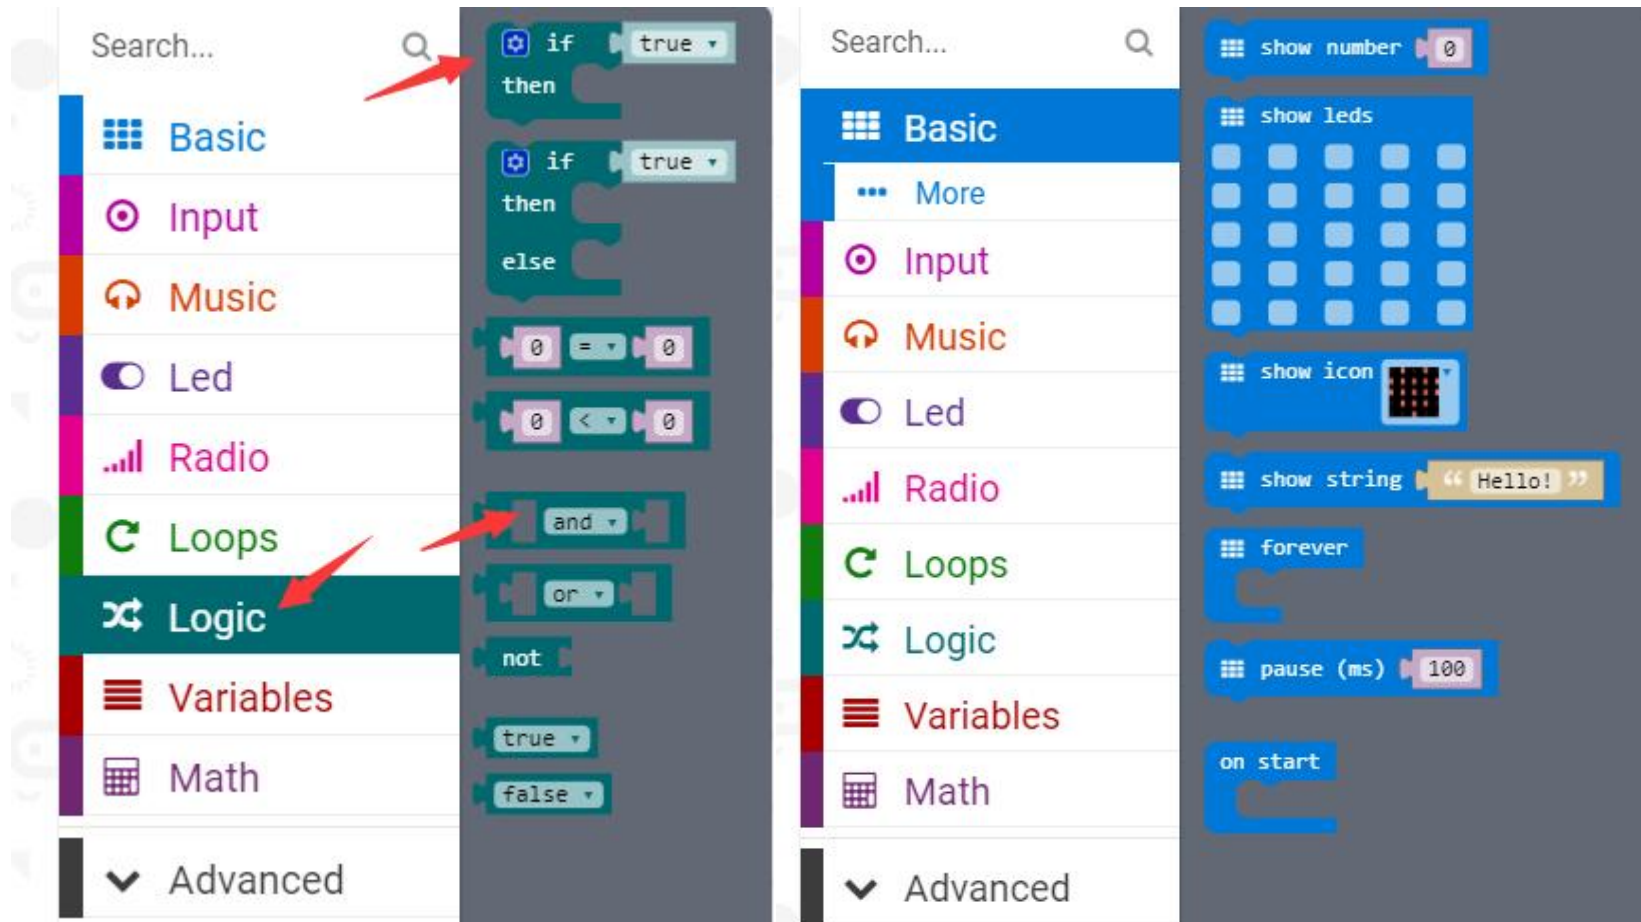 Search...
Basic
Input
Music
Led
Radio
Loops
Logic
Variables
Math
Advanced
if true
then
if true
then
else
0 = 0
0 < 0
and
or
not
true
false
Search...
Basic
More
Input
Music
Led
Radio
Loops
Logic
Variables
Math
Advanced
show number 0
show leds
show icon
show string “ Hello! ”
forever
pause (ms) 100
on start